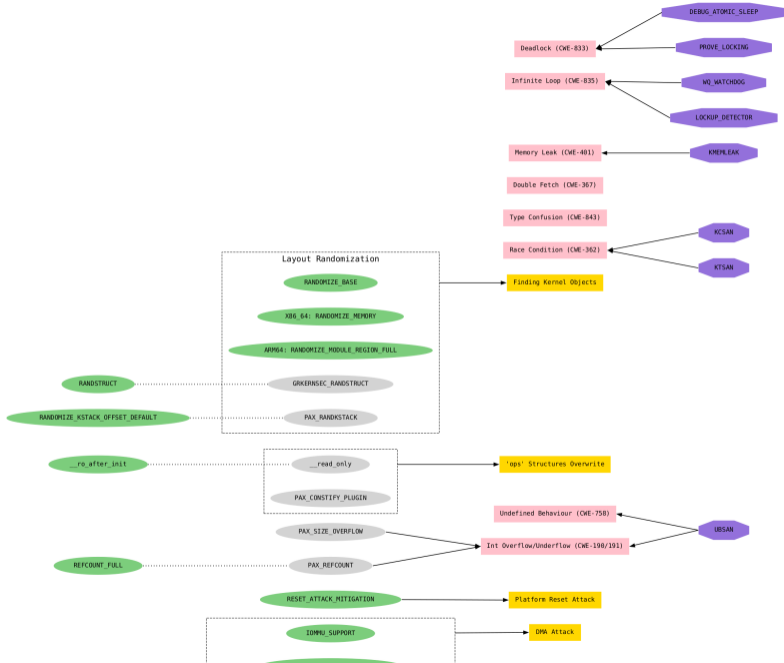 DEBUG_ATOMIC_SLEEP
Deadlock (CWE-833)
PROVE_LOCKING
Infinite Loop (CWE-835)
WQ_WATCHDOG
LOCKUP_DETECTOR
Memory Leak (CWE-401)
KMEMLEAK
Double Fetch (CWE-367)
Type Confusion (CWE-843)
KCSAN
Race Condition (CWE-362)
Layout Randomization
KTSAN
RANDOMIZE_BASE
Finding Kernel Objects
X86_64: RANDOMIZE_MEMORY
ARM64: RANDOMIZE_MODULE_REGION_FULL
RANDSTRUCT
GRKERNSEC_RANDSTRUCT
RANDOMIZE_KSTACK_OFFSET_DEFAULT
PAX_RANDKSTACK
__ro_after_init
__read_only
'ops' Structures Overwrite
PAX_CONSTIFY_PLUGIN
Undefined Behaviour (CWE-758)
PAX_SIZE_OVERFLOW
UBSAN
Int Overflow/Underflow (CWE-190/191)
REFCOUNT_FULL
PAX_REFCOUNT
RESET_ATTACK_MITIGATION
Platform Reset Attack
IOMMU_SUPPORT
DMA Attack